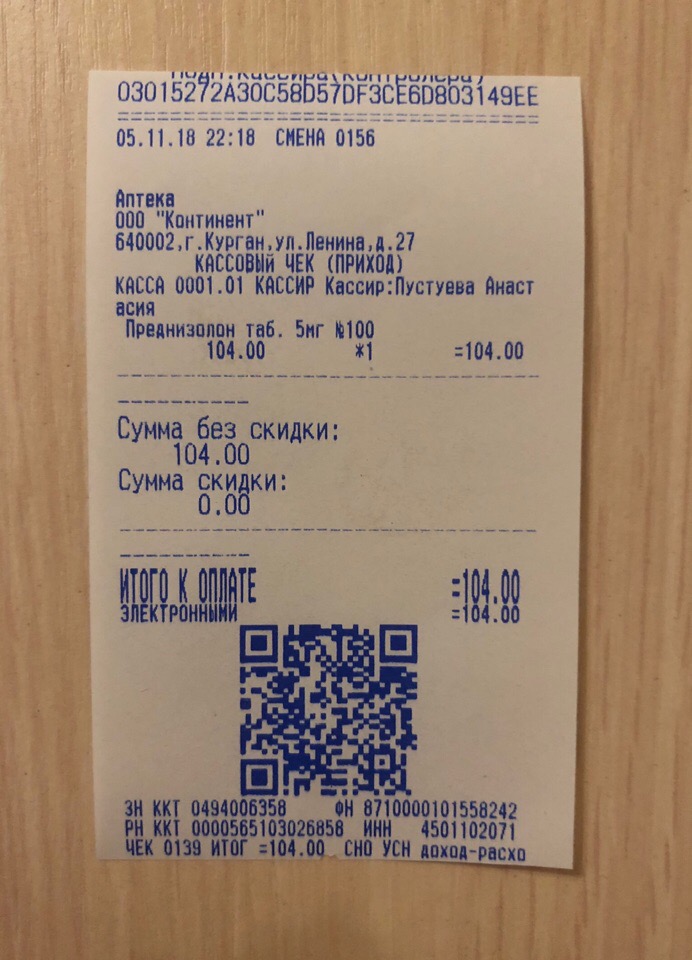 Подп.кассира(контролера)
03015272A30C58D57DF3CE6D803149EE
05.11.18 22:18 СМЕНА 0156
Аптека
ООО "Континент"
640002,г.Курган,ул.Ленина,д.27
КАССОВЫЙ ЧЕК (ПРИХОД)
КАССА 0001.01 КАССИР Кассир:Пустуева Анаст
асия
Преднизолон таб. 5мг №100
104.00 *1 =104.00
Сумма без скидки:
104.00
Сумма скидки:
0.00
ИТОГО К ОПЛАТЕ =104.00
ЭЛЕКТРОННЫМИ =104.00
ЗН ККТ 0494006358 ФН 8710000101558242
РН ККТ 0000565103026858 ИНН 4501102071
ЧЕК 0139 ИТОГ =104.00 СНО УСН доход-расхо